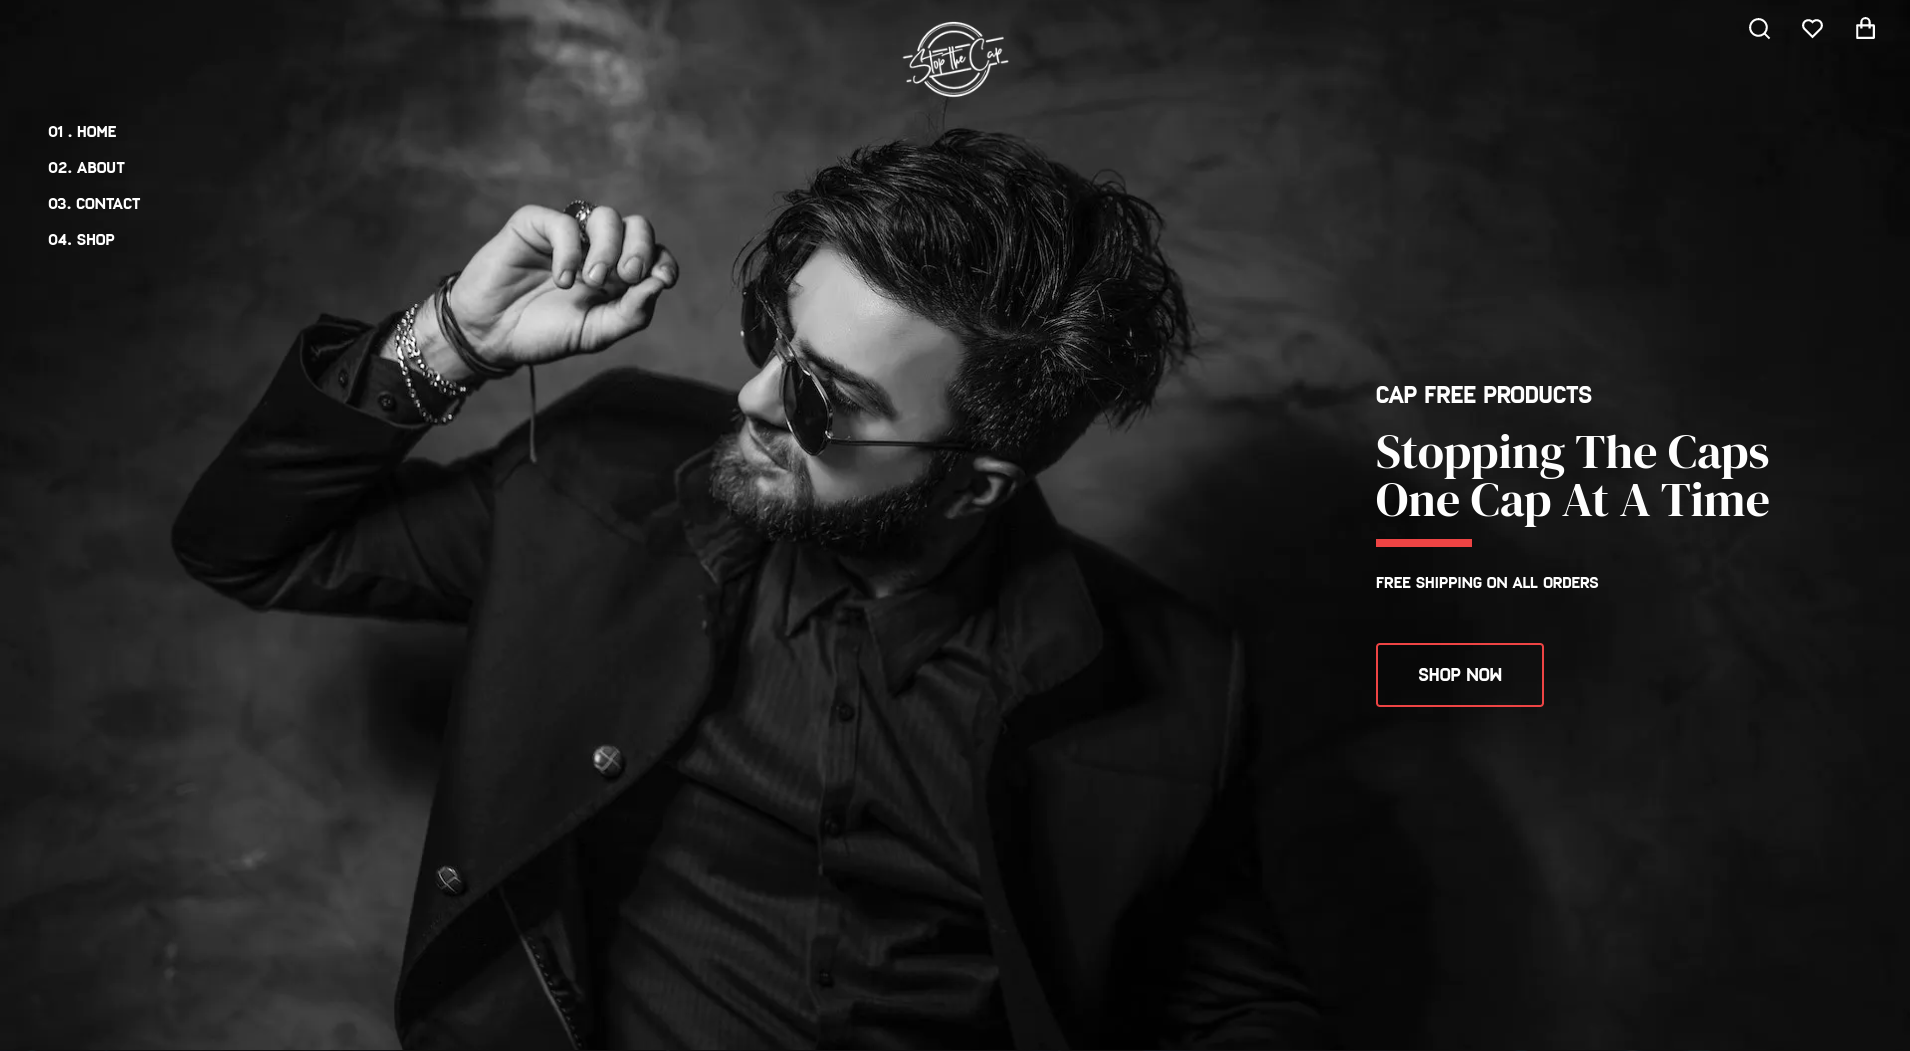 Stop the Cap
01 . HOME
02. ABOUT
03. CONTACT
04. SHOP
CAP FREE PRODUCTS
Stopping The Caps
One Cap At A Time
FREE SHIPPING ON ALL ORDERS
SHOP NOW